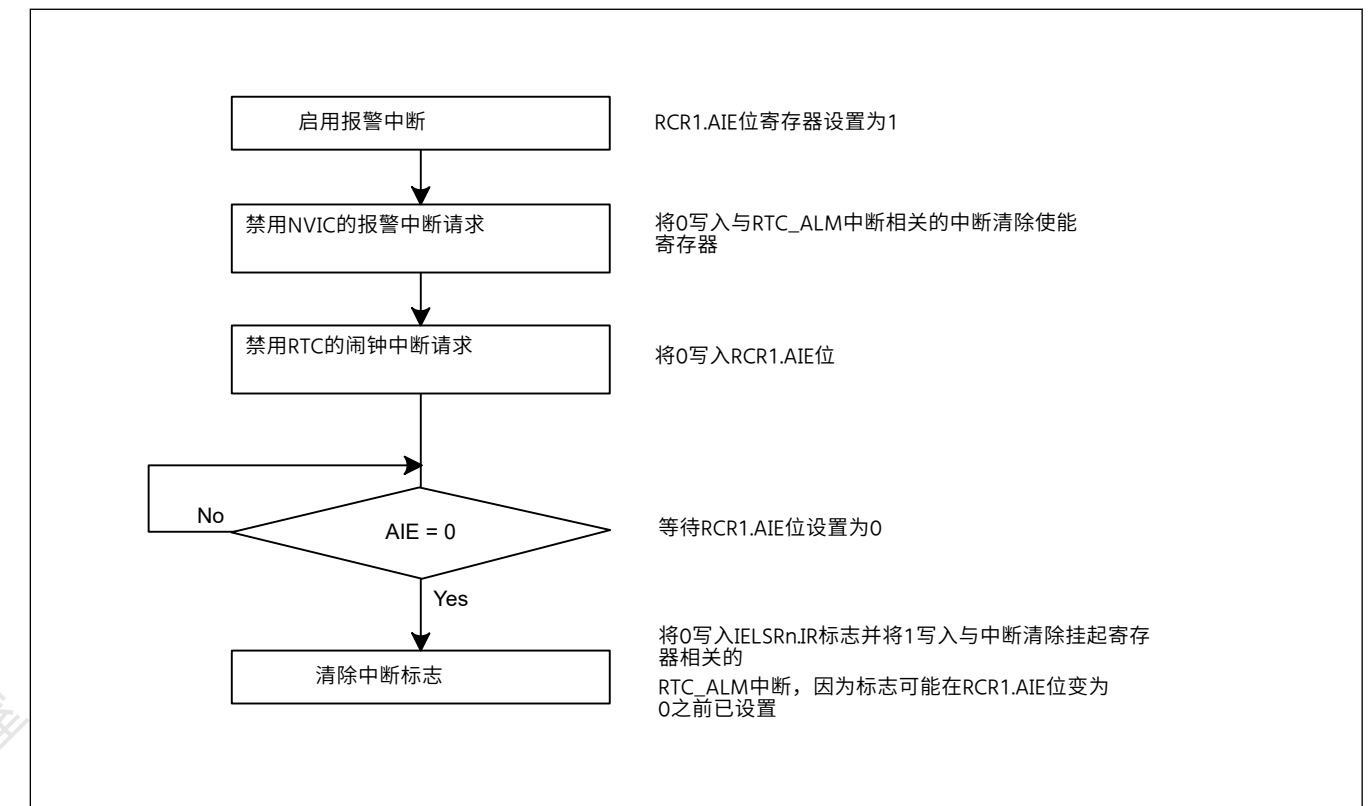 启用报警中断
RCR1.AIE位寄存器设置为1
禁用NVIC的报警中断请求
将0写入与RTC_ALM中断相关的中断清除使能
寄存器
禁用RTC的闹钟中断请求
将0写入RCR1.AIE位
No
AIE = 0
等待RCR1.AIE位设置为0
Yes
将0写入IELSRn.IR标志并将1写入与中断清除挂起寄存
器相关的
清除中断标志
RTC_ALM中断，因为标志可能在RCR1.AIE位变为
0之前已设置